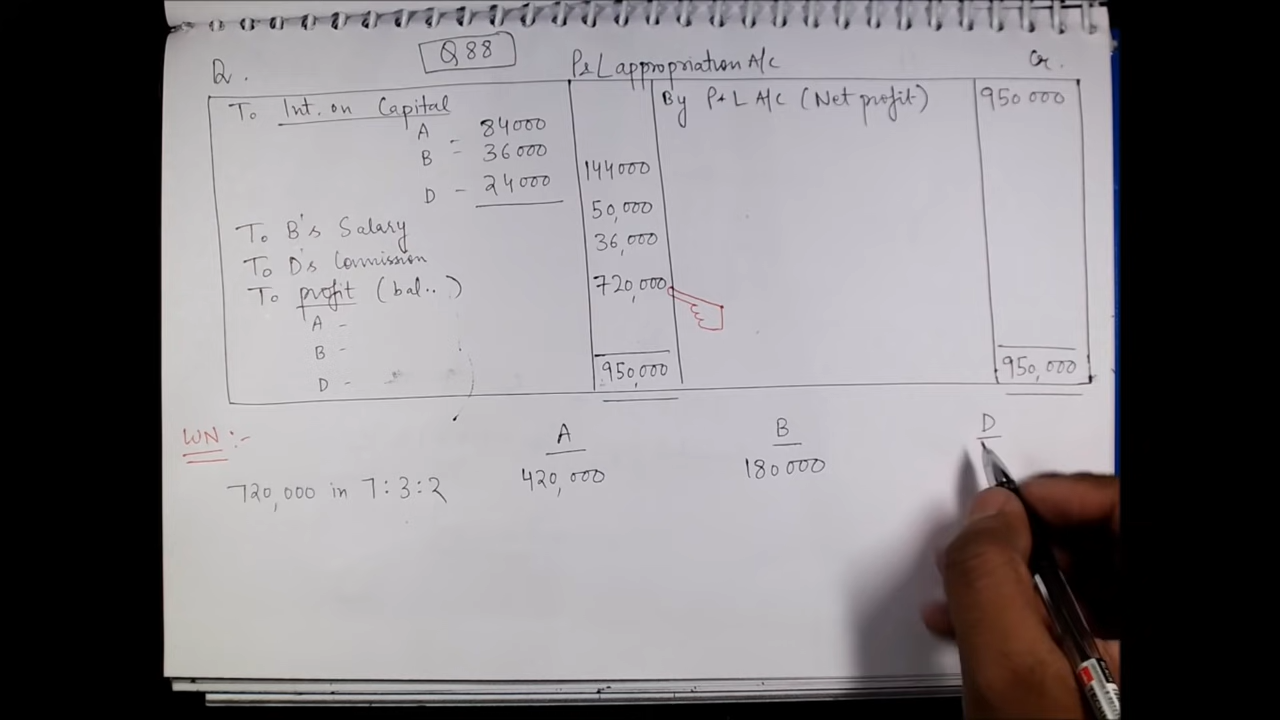 Q88
Dr. P&L appropriation A/c Cr.
To Int. on Capital
A = 84000
B = 36000
D - 24000
144000
To B's Salary 50,000
To D's Commission 36,000
To profit (bal..) 720,000
A -
B -
D -
950,000
By P+L A/C (Net profit) 950000
950,000
WN :-
A B D
720,000 in 7:3:2 420,000 180000